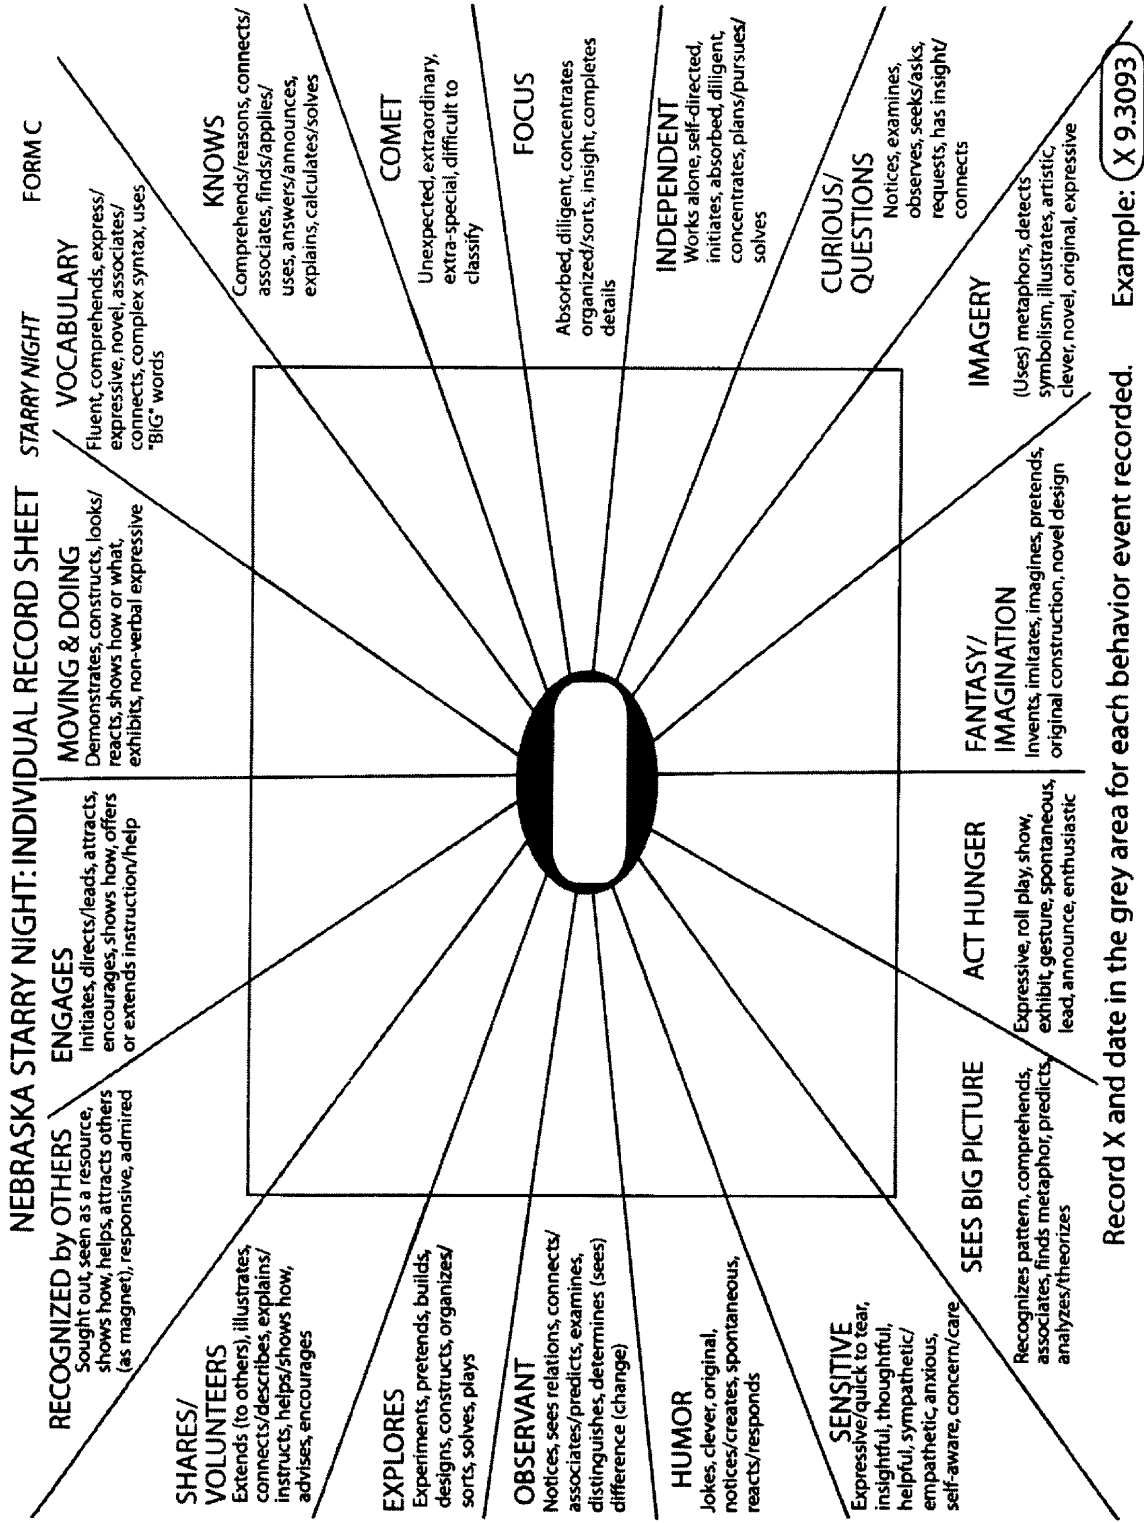 NEBRASKA STARRY NIGHT: INDIVIDUAL RECORD SHEET
STARRY NIGHT
FORM C
RECOGNIZED by OTHERS
Sought out, seen as a resource,
shows how, helps, attracts others
(as magnet), responsive, admired
ENGAGES
Initiates, directs/leads, attracts,
encourages, shows how, offers
or extends instruction/help
MOVING & DOING
Demonstrates, constructs, looks/
reacts, shows how or what,
exhibits, non-verbal expressive
VOCABULARY
Fluent, comprehends, express/
expressive, novel, associates/
connects, complex syntax, uses
"BIG" words
KNOWS
Comprehends/reasons, connects/
associates, finds/applies/
uses, answers/announces,
explains, calculates/solves
COMET
Unexpected, extraordinary,
extra-special, difficult to
classify
FOCUS
Absorbed, diligent, concentrates
organized/sorts, insight, completes
details
INDEPENDENT
Works alone, self-directed,
initiates, absorbed, diligent,
concentrates, plans/pursues/
solves
CURIOUS/
QUESTIONS
Notices, examines,
observes, seeks/asks,
requests, has insight/
connects
IMAGERY
(Uses) metaphors, detects
symbolism, illustrates, artistic,
clever, novel, original, expressive
FANTASY/
IMAGINATION
Invents, imitates, imagines, pretends,
original construction, novel design
ACT HUNGER
Expressive, roll play, show,
exhibit, gesture, spontaneous,
lead, announce, enthusiastic
SEES BIG PICTURE
Recognizes pattern, comprehends,
associates, finds metaphor, predicts,
analyzes/theorizes
SENSITIVE
Expressive/quick to tear,
insightful, thoughtful,
helpful, sympathetic/
empathetic, anxious,
self-aware, concern/care
HUMOR
Jokes, clever, original,
notices/creates, spontaneous,
reacts/responds
OBSERVANT
Notices, sees relations, connects/
associates/predicts, examines,
distinguishes, determines (sees)
difference (change)
EXPLORES
Experiments, pretends, builds,
designs, constructs, organizes/
sorts, solves, plays
SHARES/
VOLUNTEERS
Extends (to others), illustrates,
connects/describes, explains/
instructs, helps/shows how,
advises, encourages
Record X and date in the grey area for each behavior event recorded.
Example: X 9.3093